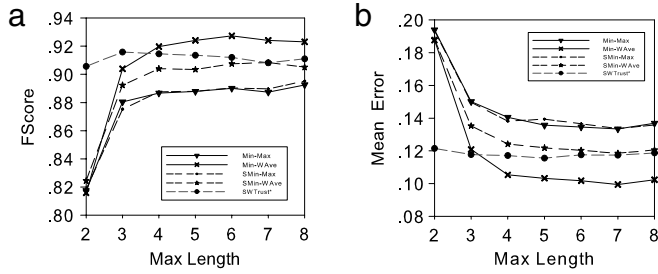 a
.94
.92
.90
.88
.86
.84
.82
.80
FScore
2 3 4 5 6 7 8
Max Length
Min-Max
Min-WAve
SMin-Max
SMin-WAve
SWTrust*
b
.20
.18
.16
.14
.12
.10
.08
Mean Error
2 3 4 5 6 7 8
Max Length
Min-Max
Min-WAve
SMin-Max
SMin-WAve
SWTrust*